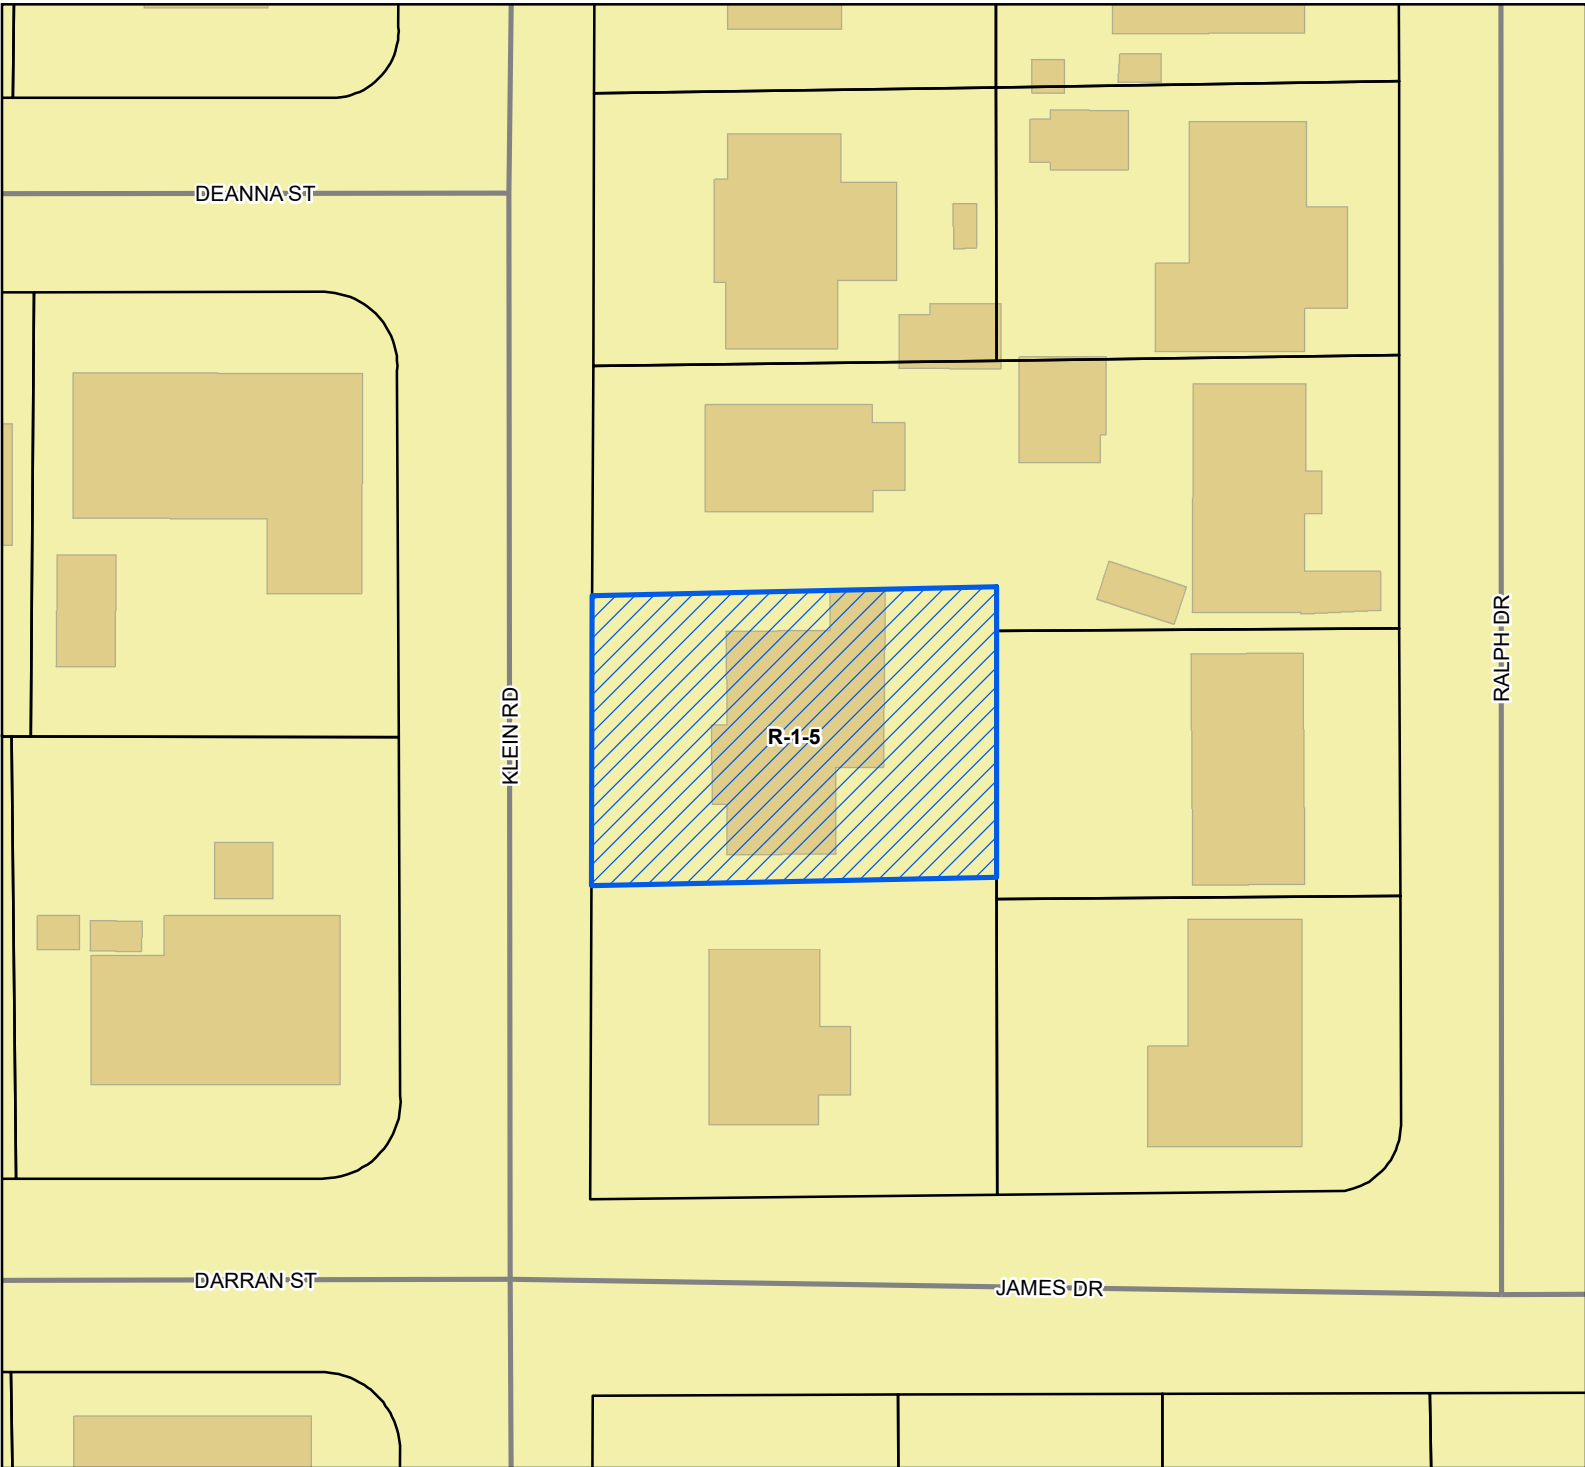 DEANNA ST
RALPH DR
KLEIN RD
R-1-5
DARRAN ST
JAMES DR